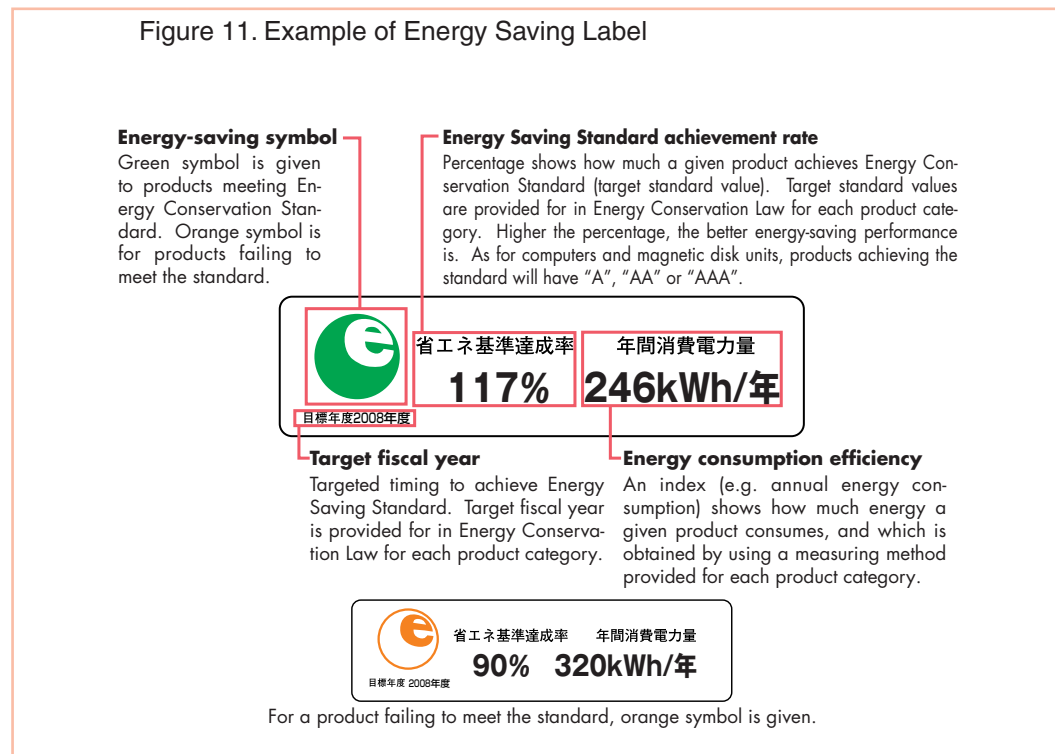 Figure 11. Example of Energy Saving Label
Energy-saving symbol
Green symbol is given
to products meeting En-
ergy Conservation Stan-
dard. Orange symbol is
for products failing to
meet the standard.
Energy Saving Standard achievement rate
Percentage shows how much a given product achieves Energy Con-
servation Standard (target standard value). Target standard values
are provided for in Energy Conservation Law for each product cate-
gory. Higher the percentage, the better energy-saving performance
is. As for computers and magnetic disk units, products achieving the
standard will have “A”, “AA” or “AAA”.
e
省エネ基準達成率
117%
年間消費電力量
246kWh/年
目標年度2008年度
Target fiscal year
Targeted timing to achieve Energy
Saving Standard. Target fiscal year
is provided for in Energy Conserva-
tion Law for each product category.
Energy consumption efficiency
An index (e.g. annual energy con-
sumption) shows how much energy a
given product consumes, and which is
obtained by using a measuring method
provided for each product category.
e
省エネ基準達成率 年間消費電力量
90% 320kWh/年
目標年度 2008年度
For a product failing to meet the standard, orange symbol is given.